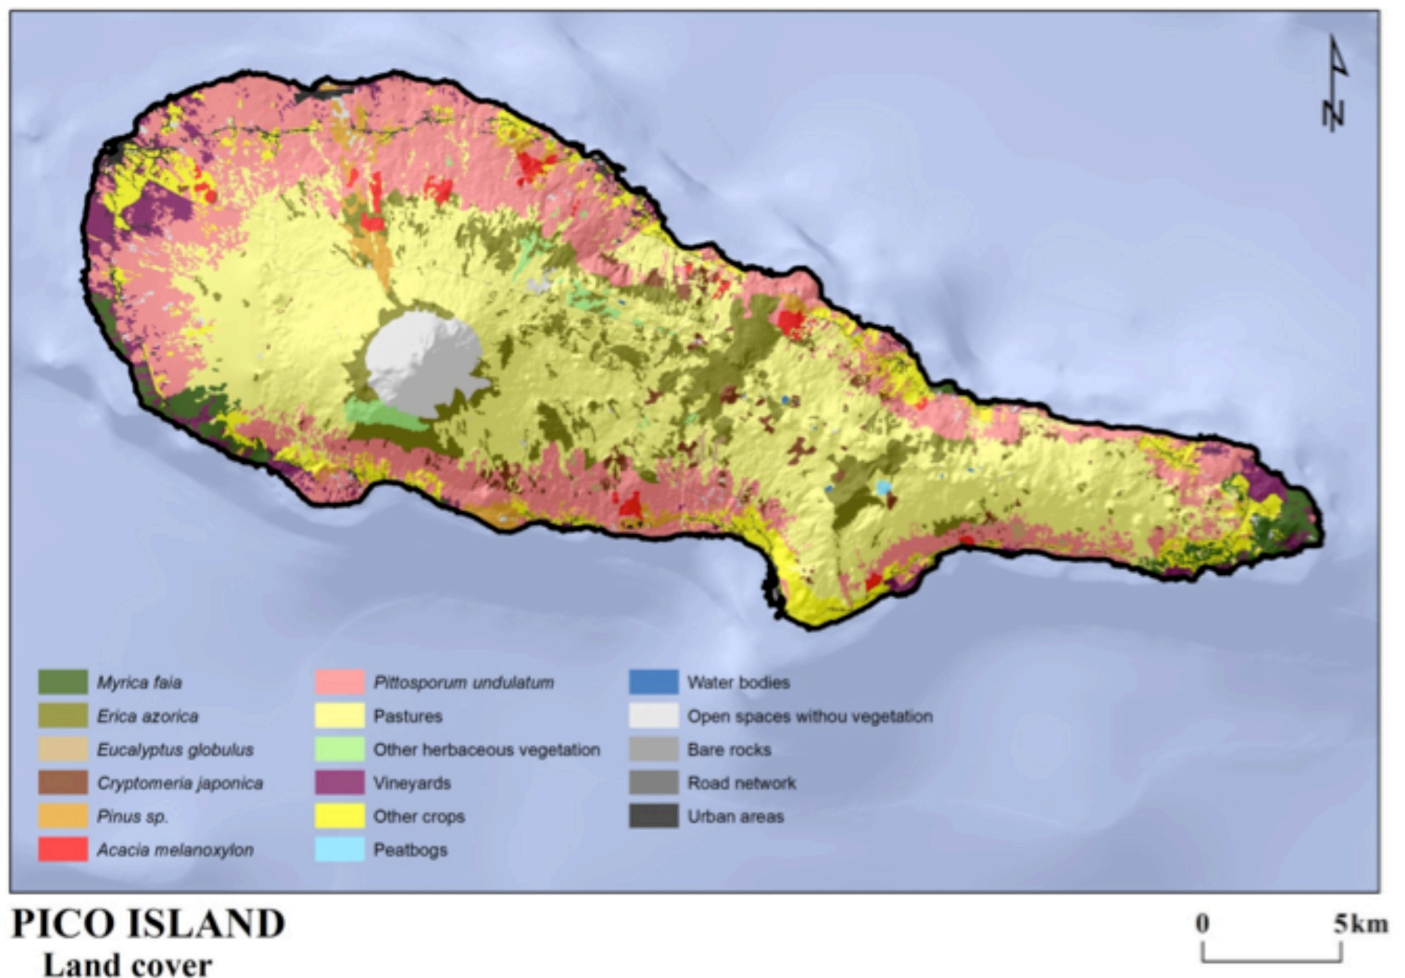 N
Myrica faia
Erica azorica
Eucalyptus globulus
Cryptomeria japonica
Pinus sp.
Acacia melanoxylon
Pittosporum undulatum
Pastures
Other herbaceous vegetation
Vineyards
Other crops
Peatbogs
Water bodies
Open spaces withou vegetation
Bare rocks
Road network
Urban areas
PICO ISLAND
Land cover
0 5km